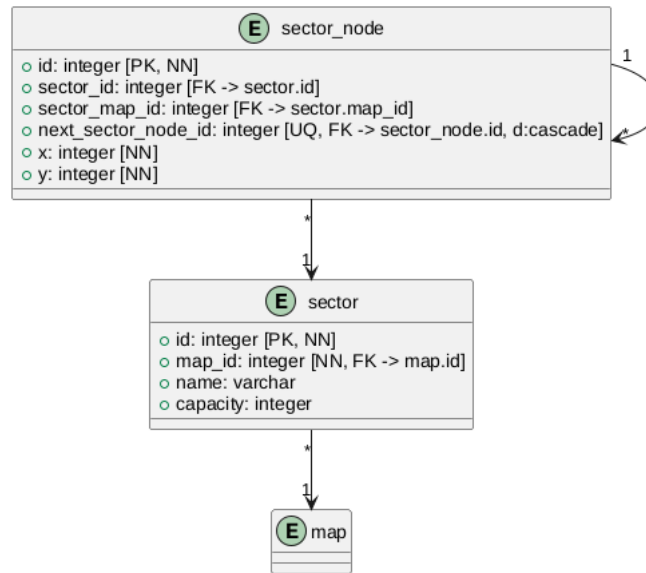 E sector_node
id: integer [PK, NN]
sector_id: integer [FK -> sector.id]
sector_map_id: integer [FK -> sector.map_id]
next_sector_node_id: integer [UQ, FK -> sector_node.id, d:cascade]
x: integer [NN]
y: integer [NN]
1
*
*
1
E sector
id: integer [PK, NN]
map_id: integer [NN, FK -> map.id]
name: varchar
capacity: integer
*
1
E map